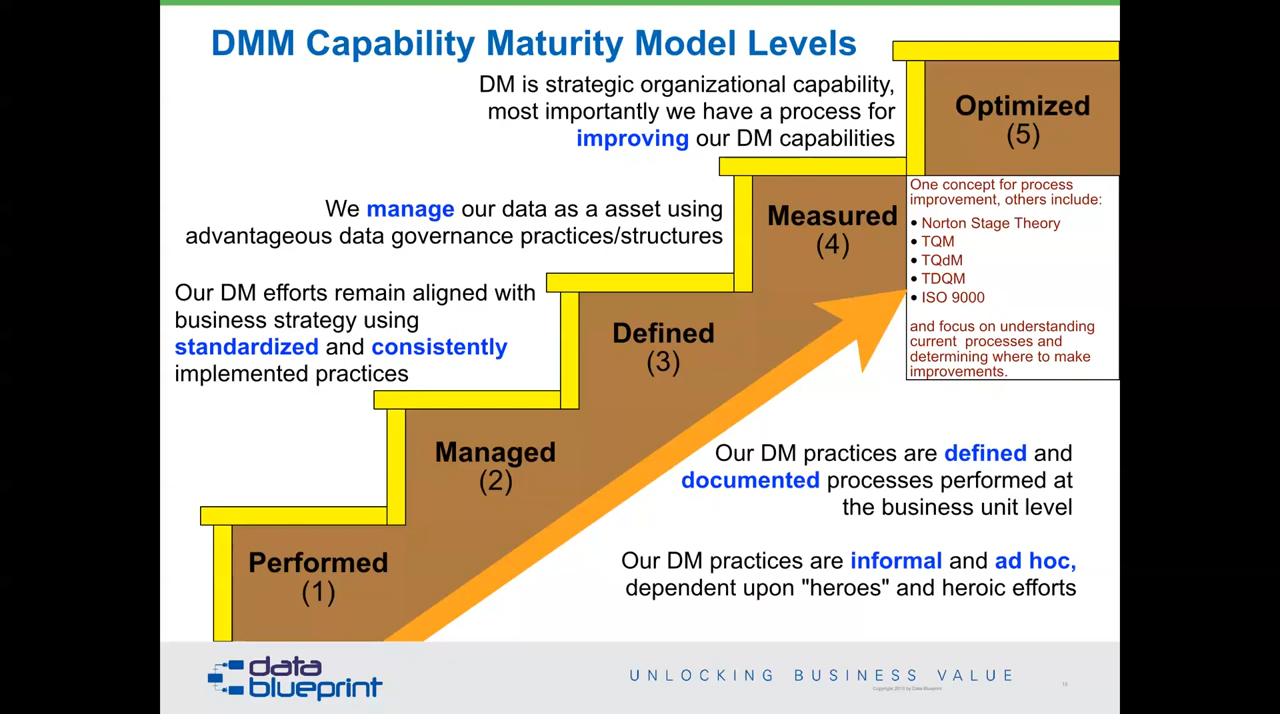 DMM Capability Maturity Model Levels
DM is strategic organizational capability,
most importantly we have a process for
improving our DM capabilities
Optimized
(5)
One concept for process
improvement, others include:
• Norton Stage Theory
• TQM
• TQdM
• TDQM
• ISO 9000
and focus on understanding
current processes and
determining where to make
improvements.
We manage our data as a asset using
advantageous data governance practices/structures
Measured
(4)
Our DM efforts remain aligned with
business strategy using
standardized and consistently
implemented practices
Defined
(3)
Managed
(2)
Our DM practices are defined and
documented processes performed at
the business unit level
Performed
(1)
Our DM practices are informal and ad hoc,
dependent upon "heroes" and heroic efforts
data
blueprint
UNLOCKING BUSINESS VALUE